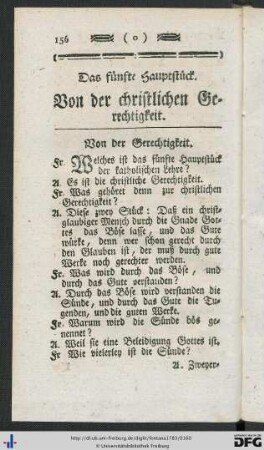 156 ( o )
Das fünfte Hauptstück.
Von der christlichen Ge-
rechtigkeit.
Von der Gerechtigkeit.
Fr. Welches ist das fünfte Hauptstück
der katholischen Lehre?
A. Es ist die christliche Gerechtigkeit.
Fr. Was gehöret denn zur christlichen
Gerechtigkeit?
A. Diese zwey Stück: Daß ein christ-
glaubiger Mensch durch die Gnade Got-
tes das Böse lasse, und das Gute
würke, denn wer schon gerecht durch
den Glauben ist, der muß durch gute
Werke noch gerechter werden.
Fr. Was wird durch das Böse, und
durch das Gute verstanden?
A. Durch das Böse wird verstanden die
Sünde, und durch das Gute die Tu-
genden, und die guten Werke.
Fr. Warum wird die Sünde bös ge-
nennet?
A. Weil sie eine Beleidigung Gottes ist.
Fr Wie vielerley ist die Sünde?
A. Zweyer-
© Universitätsbibliothek Freiburg
DFG